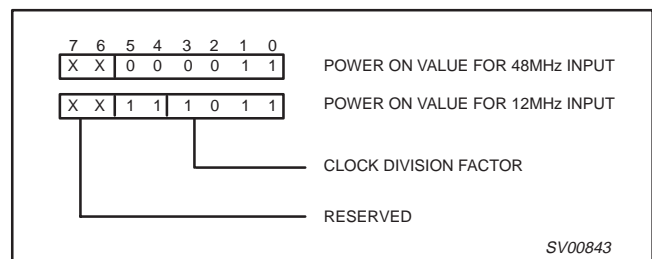 7 6 5 4 3 2 1 0
X X 0 0 0 0 1 1 POWER ON VALUE FOR 48MHz INPUT
X X 1 1 1 0 1 1 POWER ON VALUE FOR 12MHz INPUT
CLOCK DIVISION FACTOR
RESERVED
SV00843